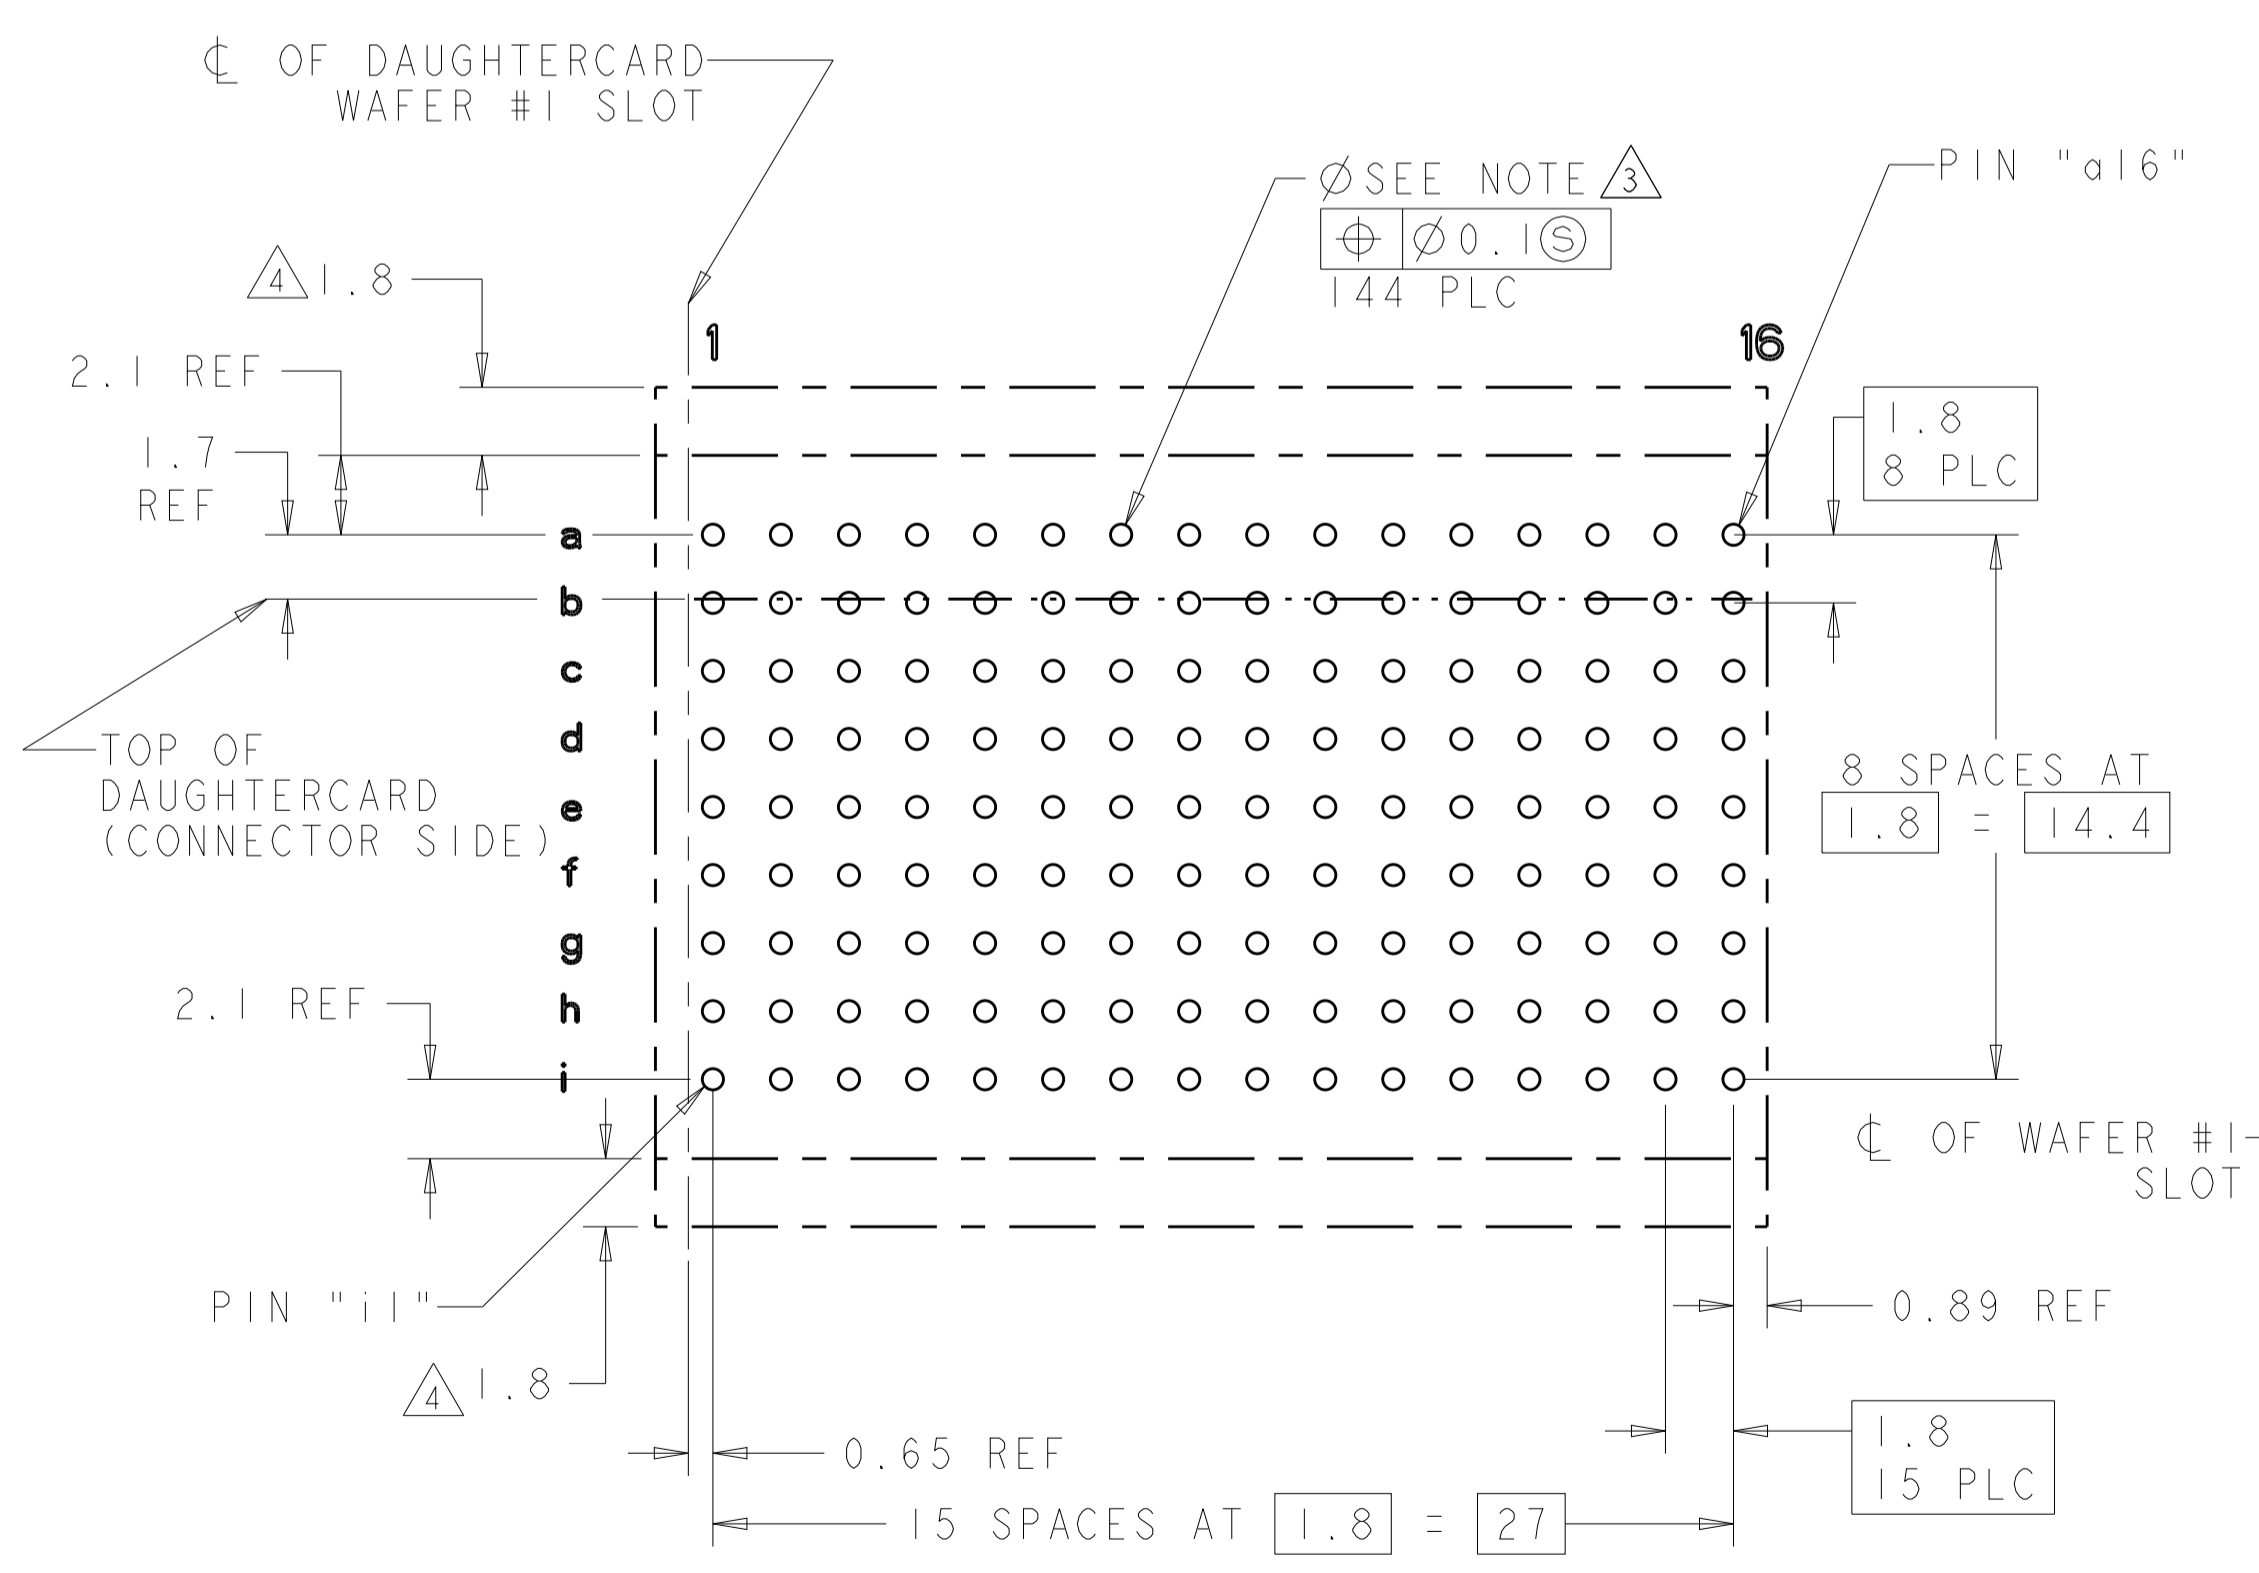 ℄ OF DAUGHTERCARD
WAFER #1 SLOT
⌀SEE NOTE 3
⌖ ⌀0.1Ⓢ
144 PLC
PIN "a16"
4 1.8
2.1 REF
1.7
REF
1
16
1.8
8 PLC
a
b
c
d
e
f
g
h
i
TOP OF
DAUGHTERCARD
(CONNECTOR SIDE)
8 SPACES AT
1.8 = 14.4
2.1 REF
℄ OF WAFER #1
SLOT
PIN "i1"
0.89 REF
4 1.8
0.65 REF
1.8
15 PLC
15 SPACES AT 1.8 = 27